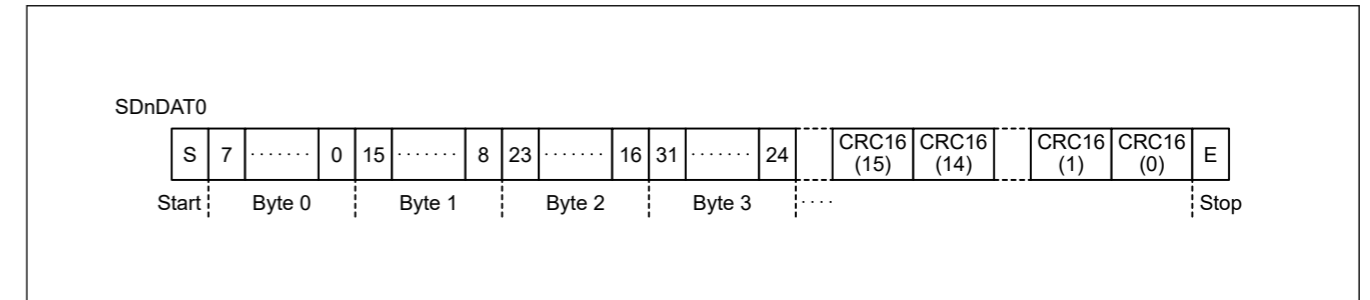 SDnDAT0
S 7 ······· 0 15 ······· 8 23 ······· 16 31 ······· 24 CRC16 (15) CRC16 (14) CRC16 (1) CRC16 (0) E
Start Byte 0 Byte 1 Byte 2 Byte 3 ···· Stop